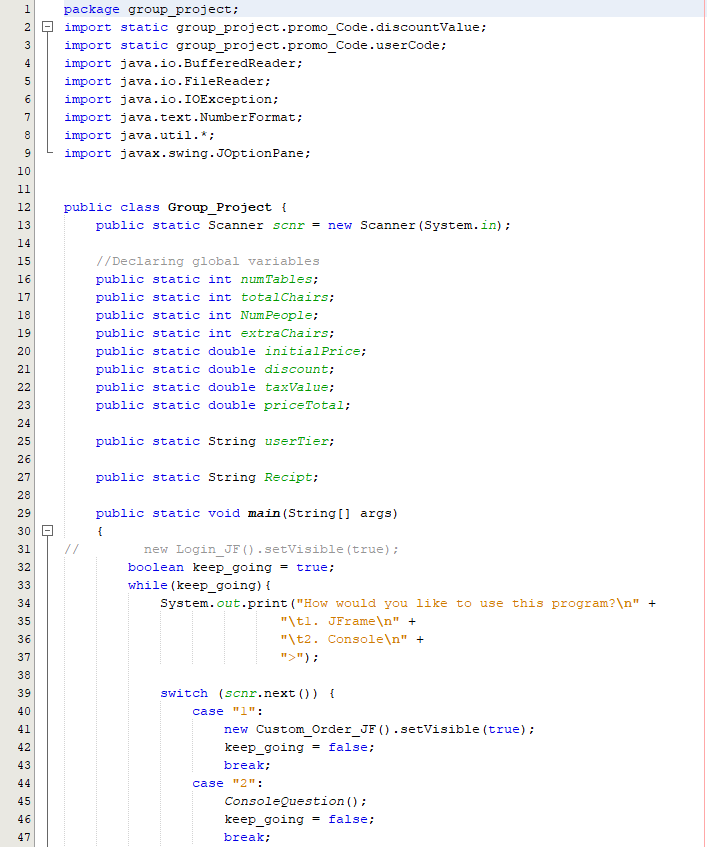 1 package group_project;
2 import static group_project.promo_Code.discountValue;
3 import static group_project.promo_Code.userCode;
4 import java.io.BufferedReader;
5 import java.io.FileReader;
6 import java.io.IOException;
7 import java.text.NumberFormat;
8 import java.util.*;
9 import javax.swing.JOptionPane;
10
11
12 public class Group_Project {
13     public static Scanner scnr = new Scanner(System.in);
14
15     //Declaring global variables
16     public static int numTables;
17     public static int totalChairs;
18     public static int NumPeople;
19     public static int extraChairs;
20     public static double initialPrice;
21     public static double discount;
22     public static double taxValue;
23     public static double priceTotal;
24
25     public static String userTier;
26
27     public static String Recipt;
28
29     public static void main(String[] args)
30     {
31 //        new Login_JF().setVisible(true);
32         boolean keep_going = true;
33         while(keep_going){
34             System.out.print("How would you like to use this program?\n" +
35                            "\t1. JFrame\n" +
36                            "\t2. Console\n" +
37                            ">");
38
39             switch (scnr.next()) {
40                 case "1":
41                     new Custom_Order_JF().setVisible(true);
42                     keep_going = false;
43                     break;
44                 case "2":
45                     ConsoleQuestion();
46                     keep_going = false;
47                     break;